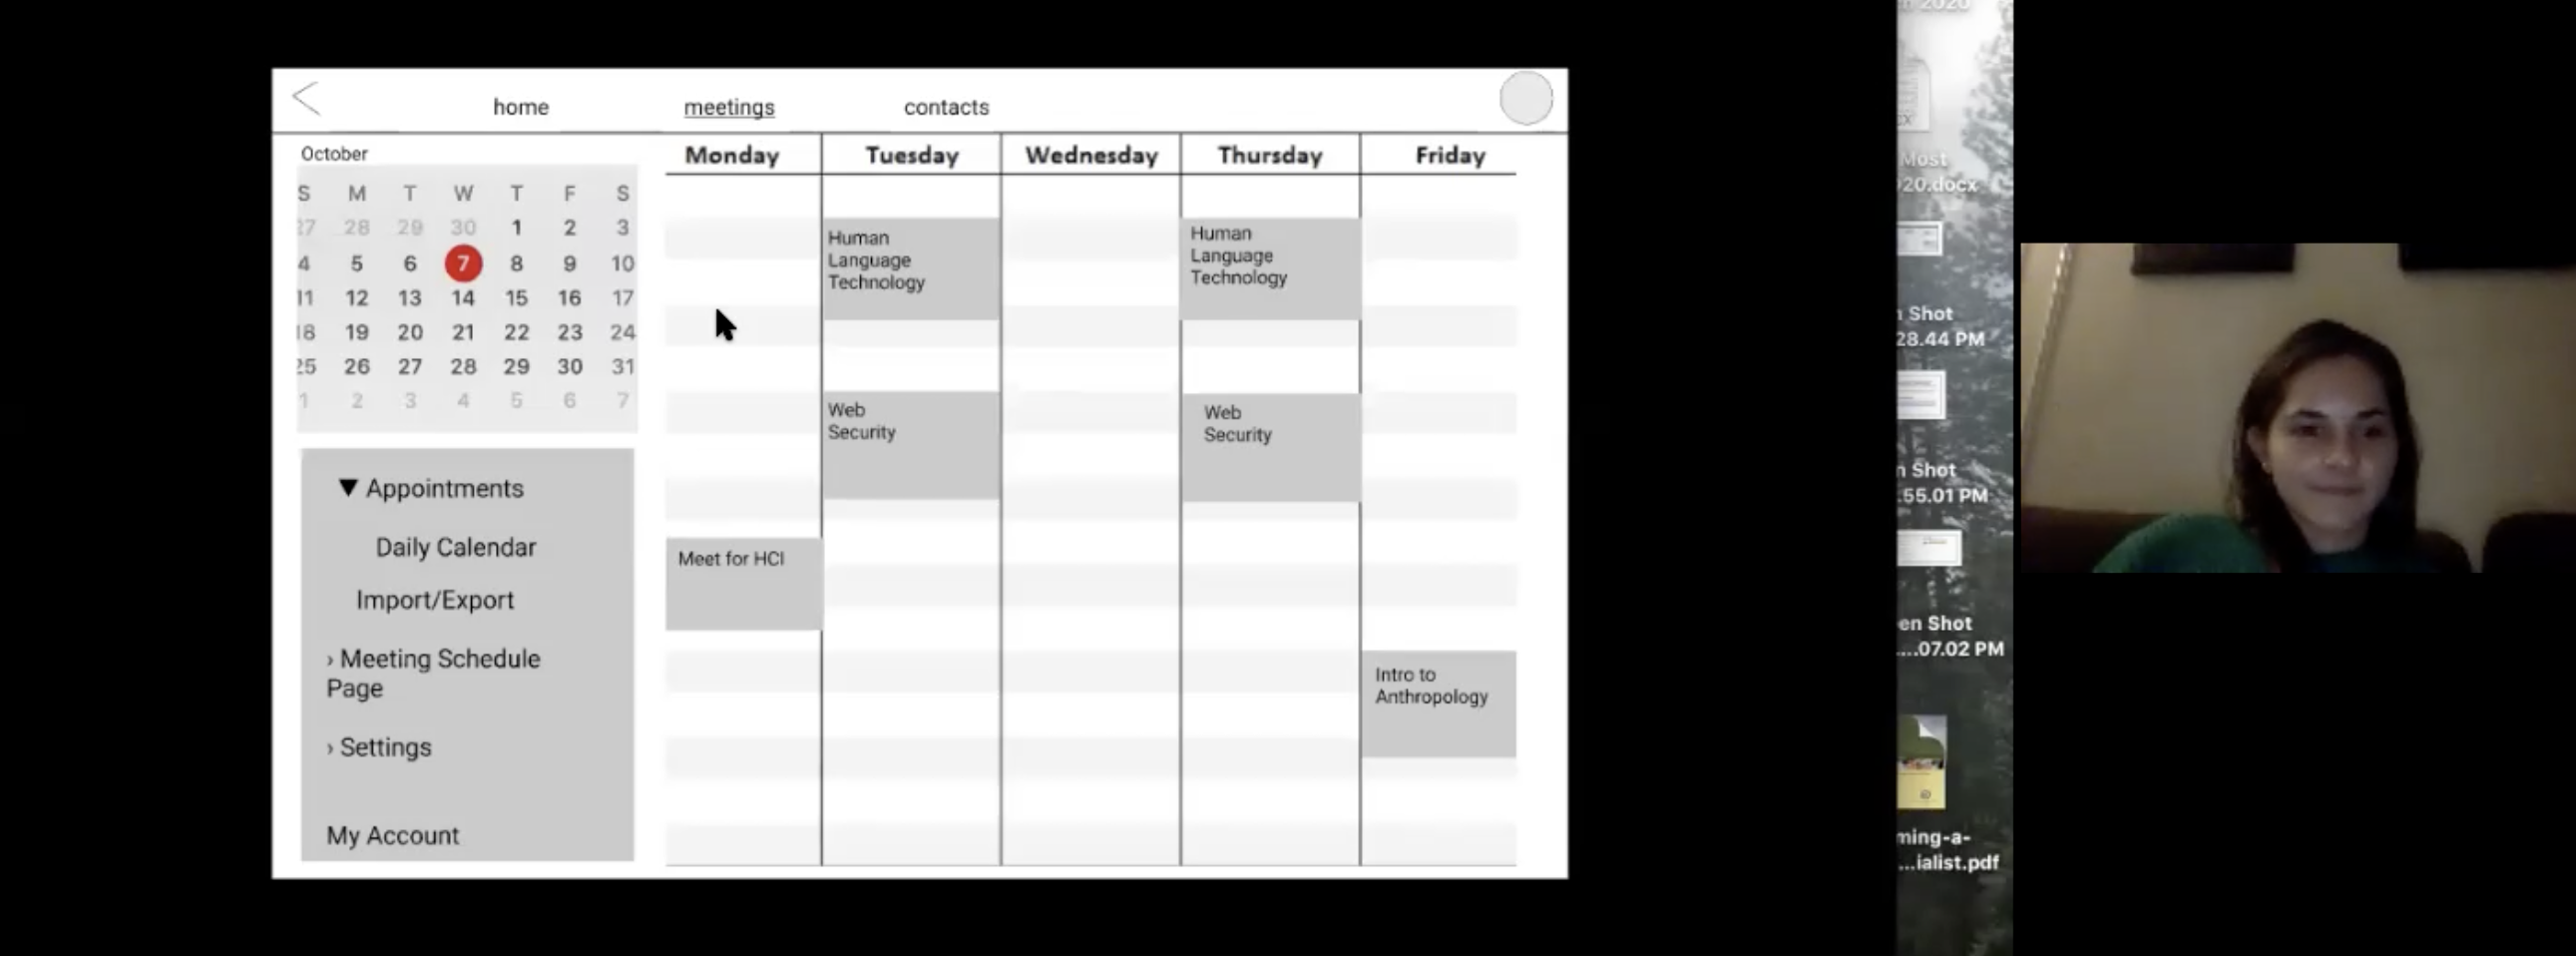 home meetings contacts
October
S M T W T F S
27 28 29 30 1 2 3
4 5 6 7 8 9 10
11 12 13 14 15 16 17
18 19 20 21 22 23 24
25 26 27 28 29 30 31
1 2 3 4 5 6 7
▼ Appointments
Daily Calendar
Import/Export
› Meeting Schedule
Page
› Settings
My Account
Monday Tuesday Wednesday Thursday Friday
Human
Language
Technology
Human
Language
Technology
Web
Security
Web
Security
Meet for HCI
Intro to
Anthropology
2020
Most
20.docx
Shot
28.44 PM
n Shot
.55.01 PM
en Shot
....07.02 PM
ming-a-
...ialist.pdf